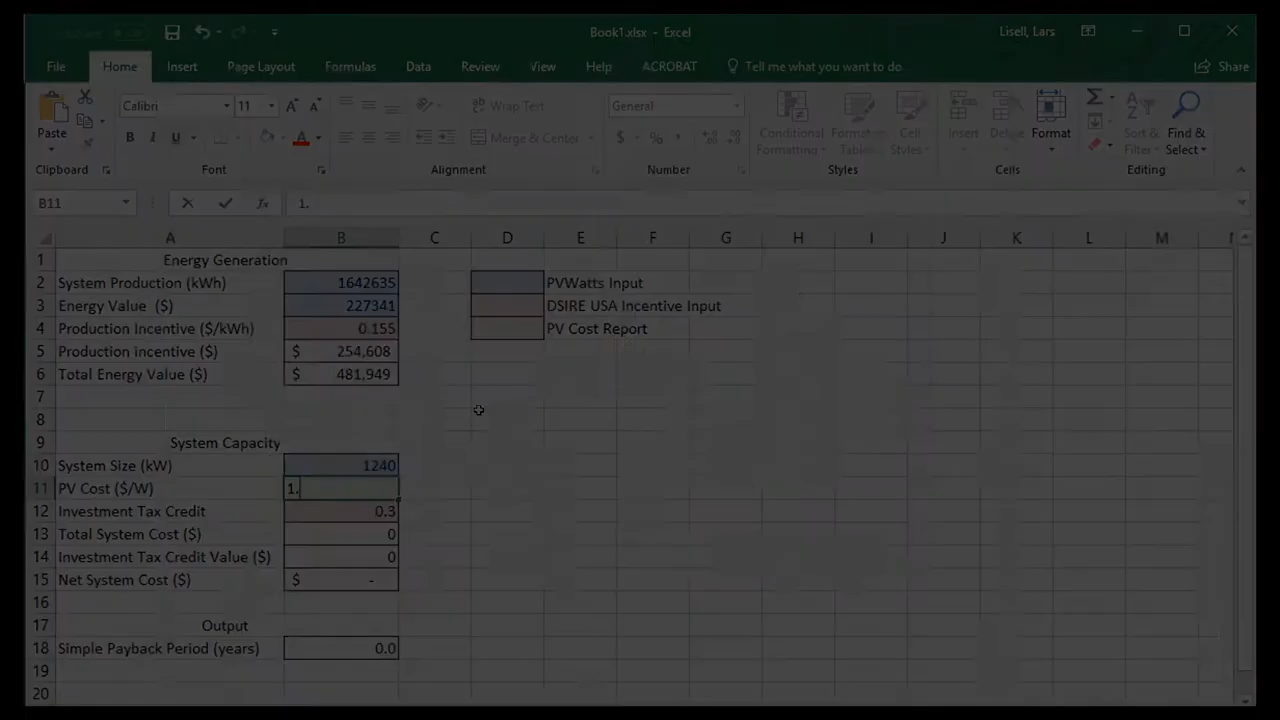 Book1.xlsx - Excel
Lisell, Lars
File Home Insert Page Layout Formulas Data Review View Help ACROBAT Tell me what you want to do Share
Calibri 11 Wrap Text General
Paste Merge & Center $ % Conditional Formatting Format Table Cell Styles Insert Delete Format Sort & Filter Find & Select
Clipboard Font Alignment Number Styles Cells Editing
B11 fx 1.
A B C D E F G H I J K L M
1 Energy Generation
2 System Production (kWh) 1642635 PVWatts Input
3 Energy Value ($) 227341 DSIRE USA Incentive Input
4 Production Incentive ($/kWh) 0.155 PV Cost Report
5 Production incentive ($) $ 254,608
6 Total Energy Value ($) $ 481,949
7
8
9 System Capacity
10 System Size (kW) 1240
11 PV Cost ($/W) 1.
12 Investment Tax Credit 0.3
13 Total System Cost ($) 0
14 Investment Tax Credit Value ($) 0
15 Net System Cost ($) $ -
16
17 Output
18 Simple Payback Period (years) 0.0
19
20